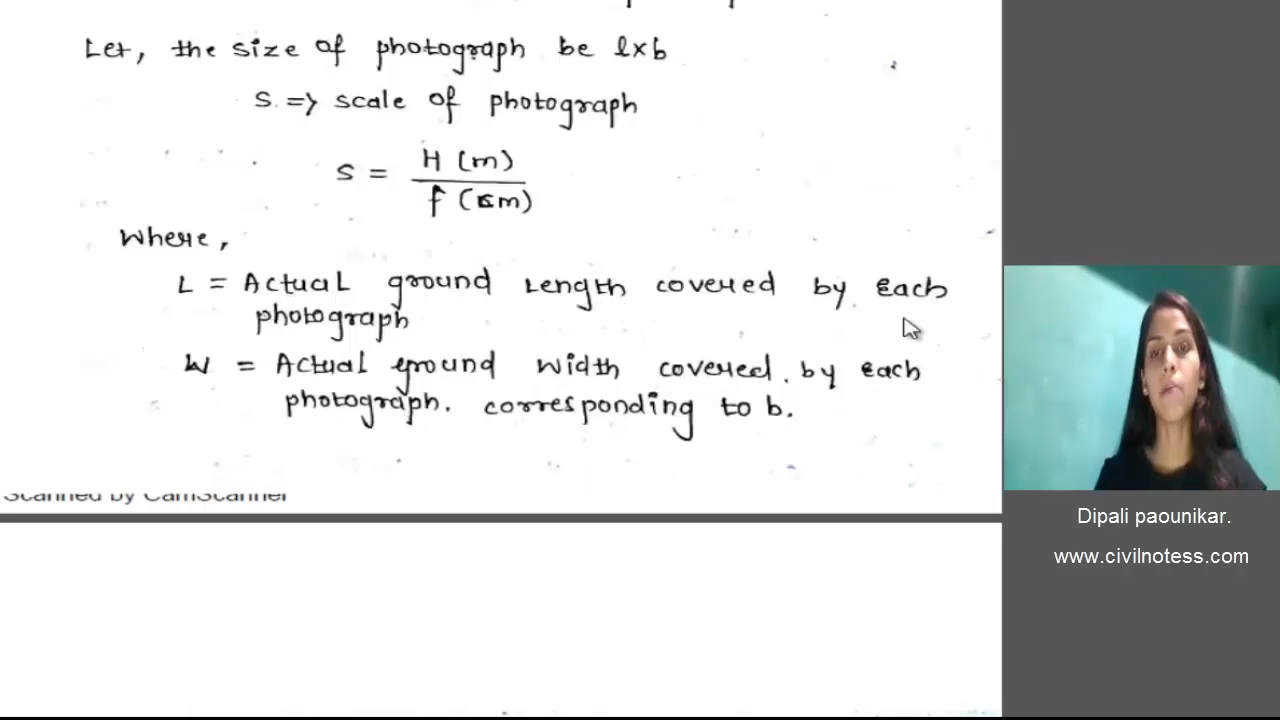 Let, the size of photograph be l×b
S => scale of photograph
S = H (m)
f (cm)
Where,
L = Actual ground Length covered by each
photograph
W = Actual ground width covered by each
photograph. corresponding to b.
Scanned by CamScanner
Dipali paounikar.
www.civilnotess.com